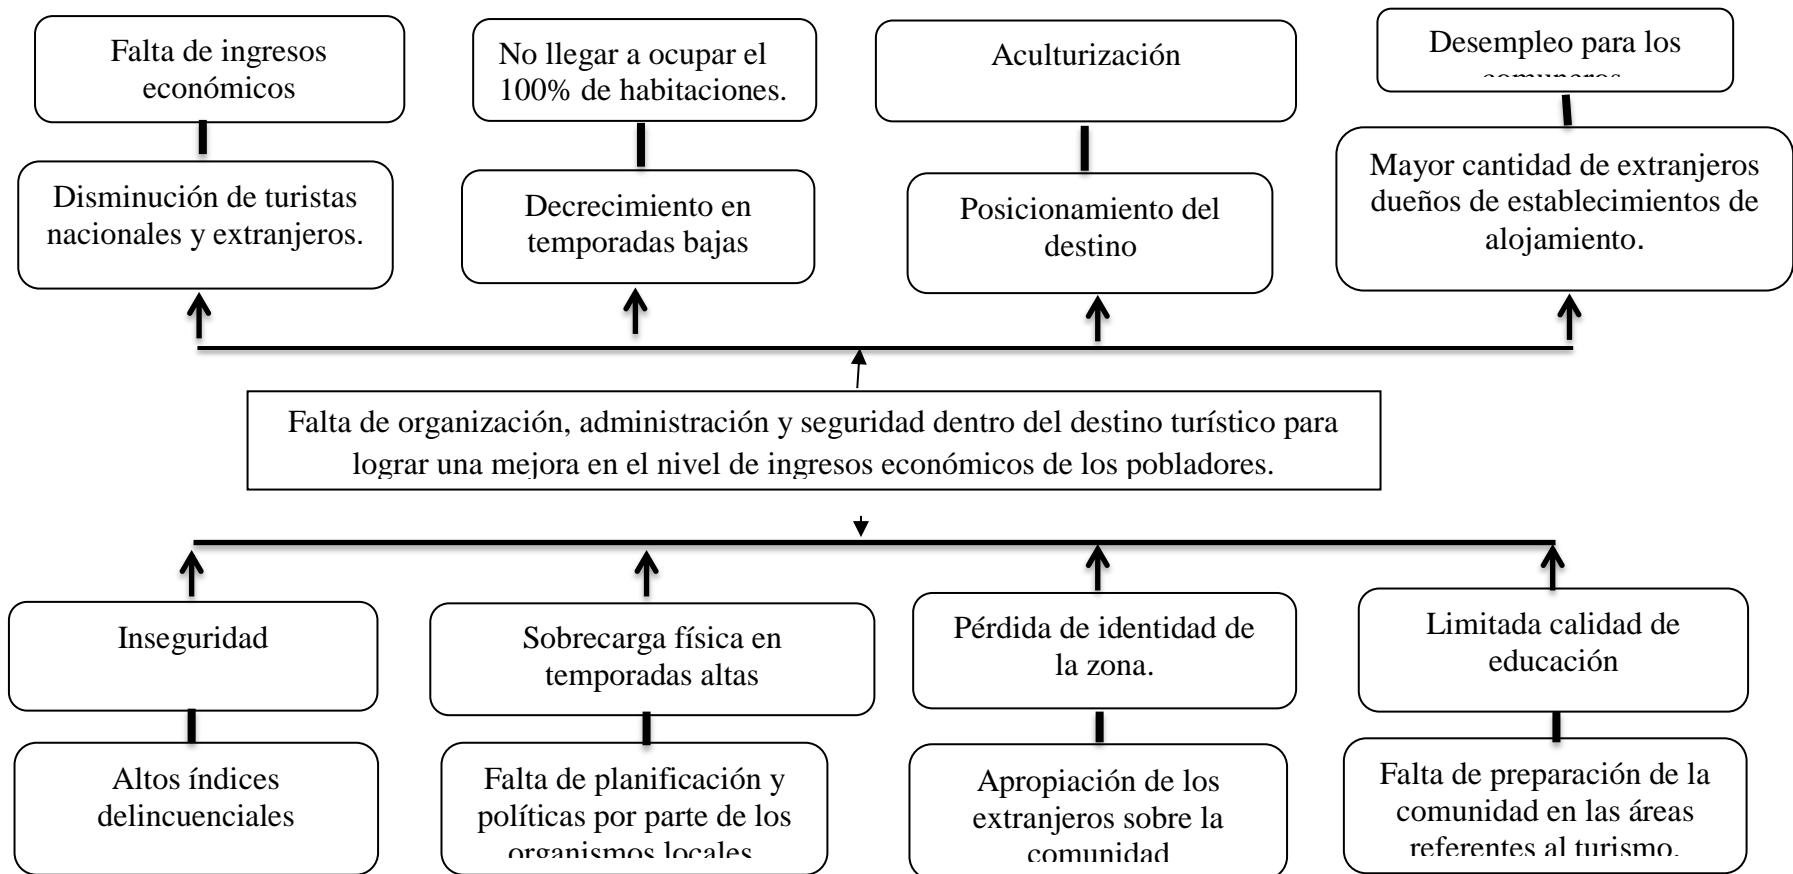 Falta de ingresos
económicos
No llegar a ocupar el
100% de habitaciones.
Aculturización
Desempleo para los
comuneros
Disminución de turistas
nacionales y extranjeros.
Decrecimiento en
temporadas bajas
Posicionamiento del
destino
Mayor cantidad de extranjeros
dueños de establecimientos de
alojamiento.
Falta de organización, administración y seguridad dentro del destino turístico para
lograr una mejora en el nivel de ingresos económicos de los pobladores.
Inseguridad
Sobrecarga física en
temporadas altas
Pérdida de identidad de
la zona.
Limitada calidad de
educación
Altos índices
delincuenciales
Falta de planificación y
políticas por parte de los
organismos locales
Apropiación de los
extranjeros sobre la
comunidad
Falta de preparación de la
comunidad en las áreas
referentes al turismo.